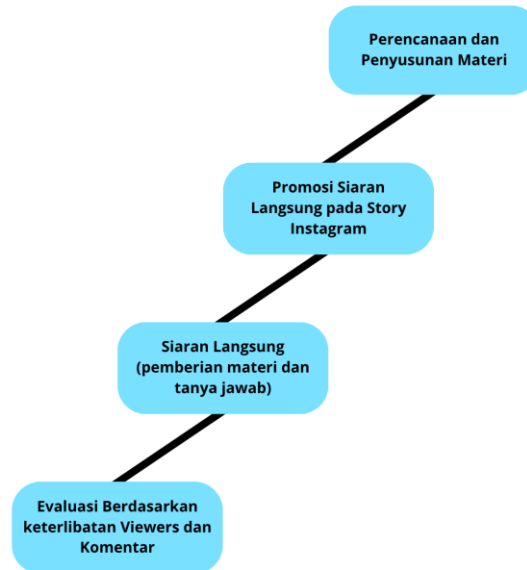 Perencanaan dan
Penyusunan Materi
Promosi Siaran
Langsung pada Story
Instagram
Siaran Langsung
(pemberian materi dan
tanya jawab)
Evaluasi Berdasarkan
keterlibatan Viewers dan
Komentar